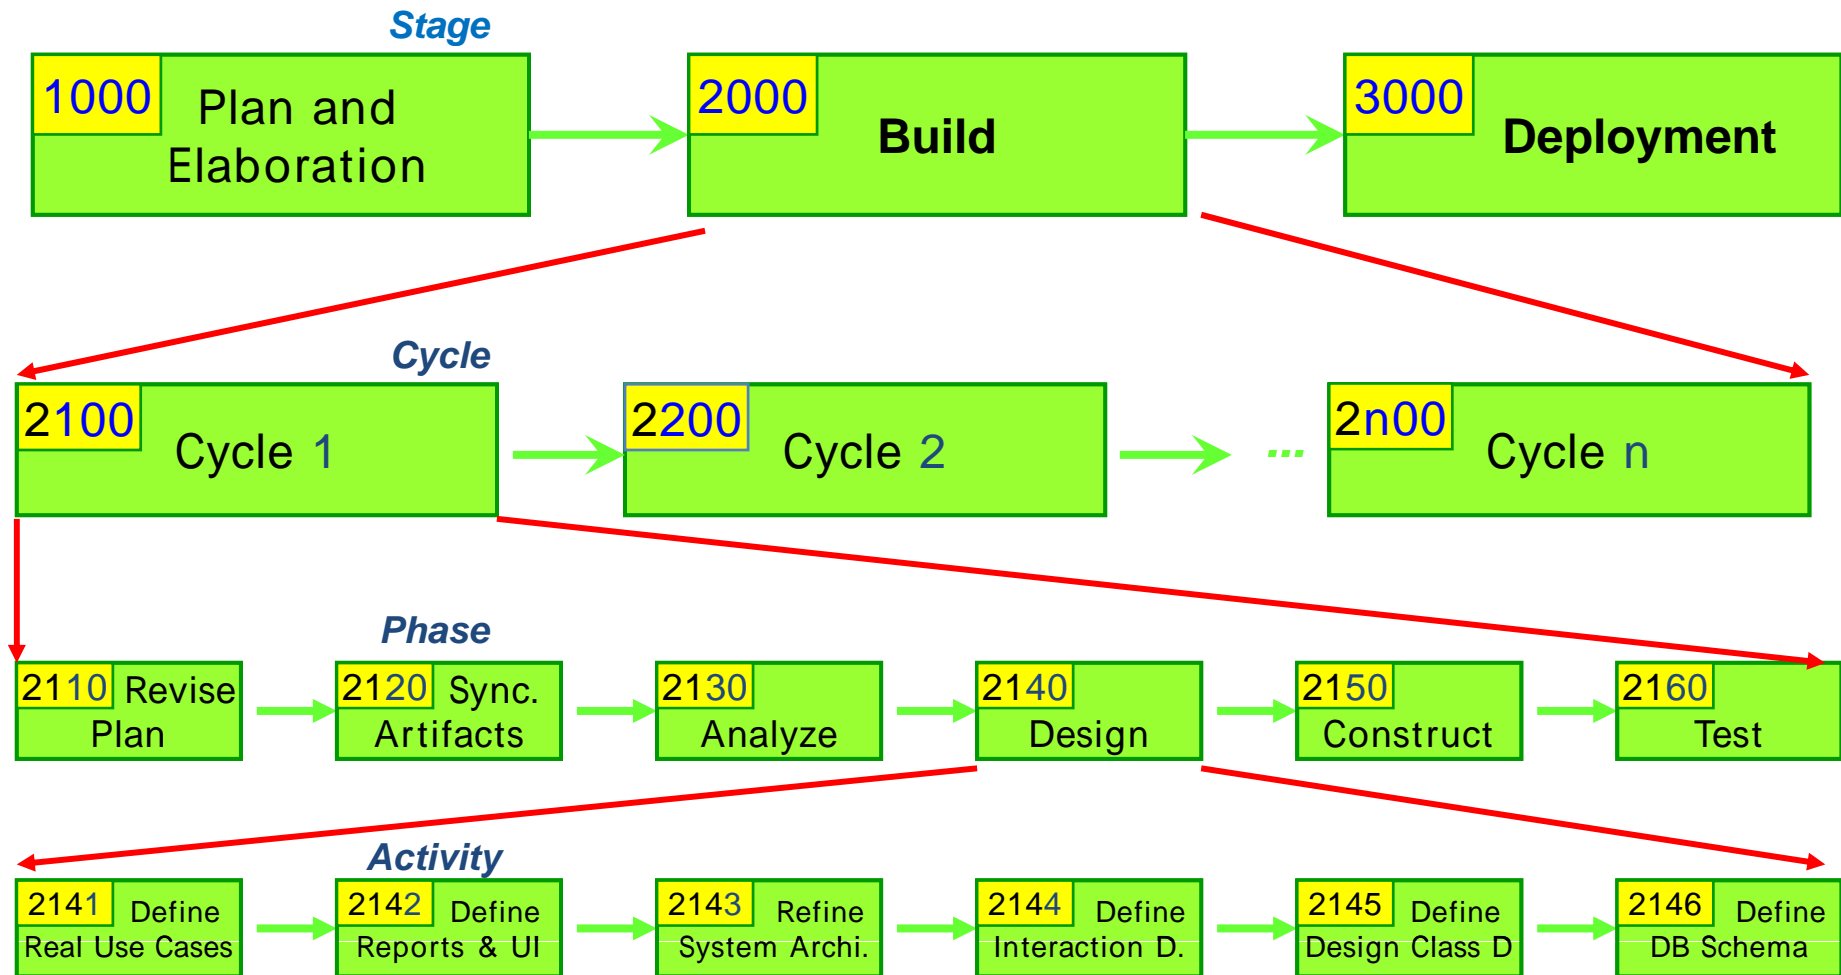 Stage
1000 Plan and
Elaboration
2000
Build
3000
Deployment
Cycle
2100
Cycle 1
2200
Cycle 2
...
2n00
Cycle n
Phase
2110 Revise
Plan
2120 Sync.
Artifacts
2130
Analyze
2140
Design
2150
Construct
2160
Test
Activity
2141 Define
Real Use Cases
2142 Define
Reports & UI
2143 Refine
System Archi.
2144 Define
Interaction D.
2145 Define
Design Class D
2146 Define
DB Schema